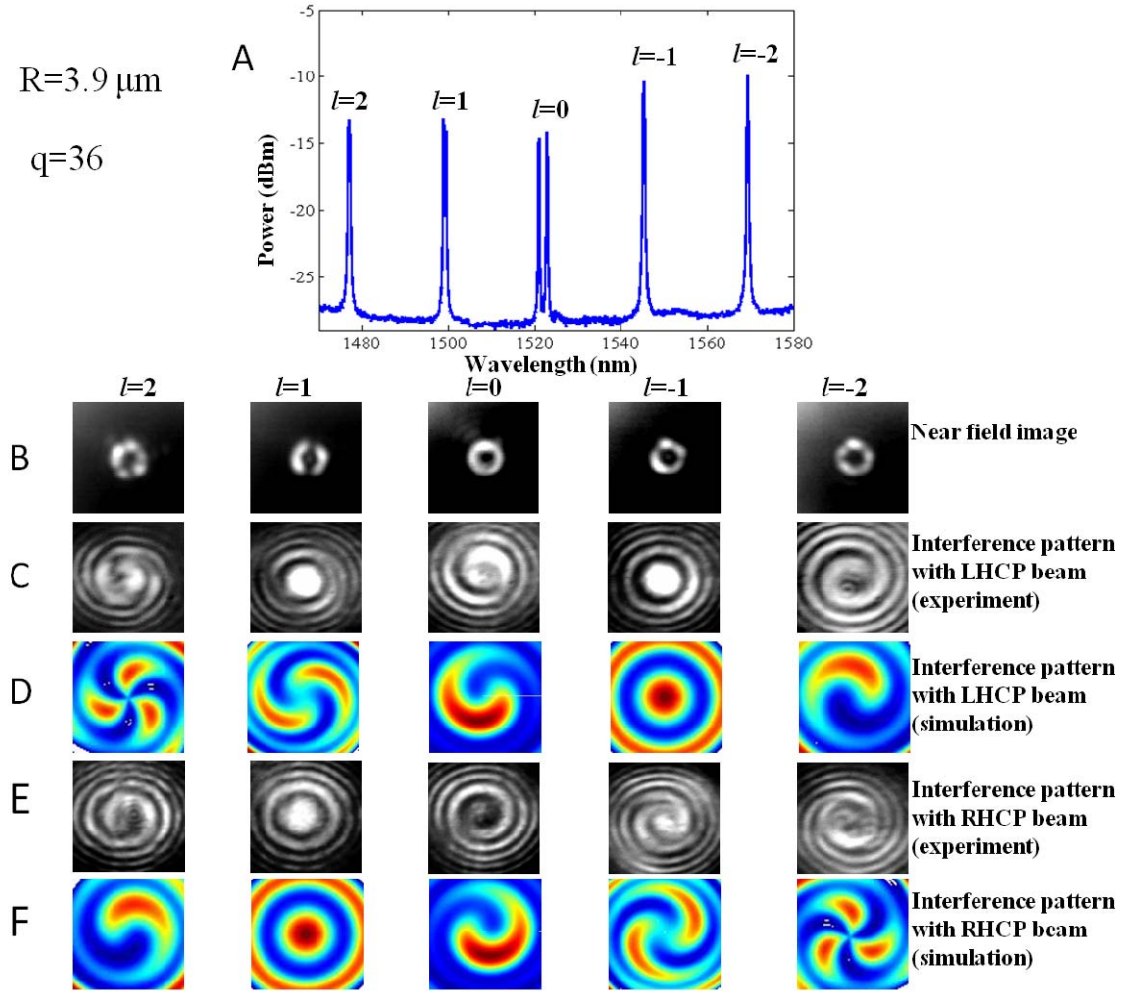 R=3.9 μm
q=36
A
-5
-10
-15
-20
-25
Power (dBm)
l=2
l=1
l=0
l=-1
l=-2
1480
1500
1520
1540
1560
1580
Wavelength (nm)
l=2
l=1
l=0
l=-1
l=-2
B
Near field image
C
Interference pattern
with LHCP beam
(experiment)
D
Interference pattern
with LHCP beam
(simulation)
E
Interference pattern
with RHCP beam
(experiment)
F
Interference pattern
with RHCP beam
(simulation)